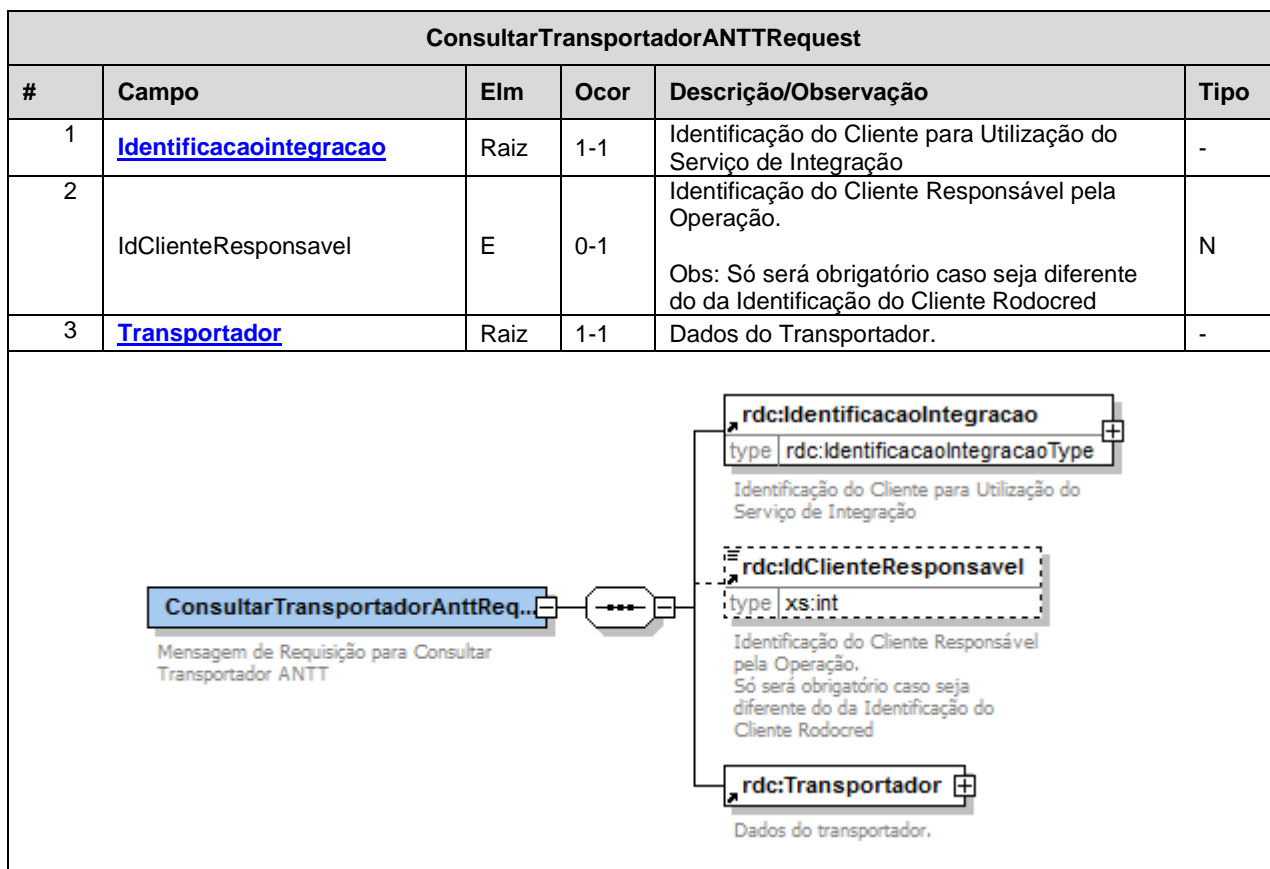 ConsultarTransportadorANTTRequest
# Campo Elm Ocor Descrição/Observação Tipo
1 Identificacaointegracao Raiz 1-1 Identificação do Cliente para Utilização do
Serviço de Integração -
2 IdClienteResponsavel E 0-1 Identificação do Cliente Responsável pela
Operação.
Obs: Só será obrigatório caso seja diferente
do da Identificação do Cliente Rodocred N
3 Transportador Raiz 1-1 Dados do Transportador. -
rdc:IdentificacaoIntegracao
type rdc:IdentificacaoIntegracaoType
Identificação do Cliente para Utilização do
Serviço de Integração
rdc:IdClienteResponsavel
type xs:int
Identificação do Cliente Responsável
pela Operação.
Só será obrigatório caso seja
diferente do da Identificação do
Cliente Rodocred
ConsultarTransportadorAnttReq...
Mensagem de Requisição para Consultar
Transportador ANTT
rdc:Transportador
Dados do transportador.